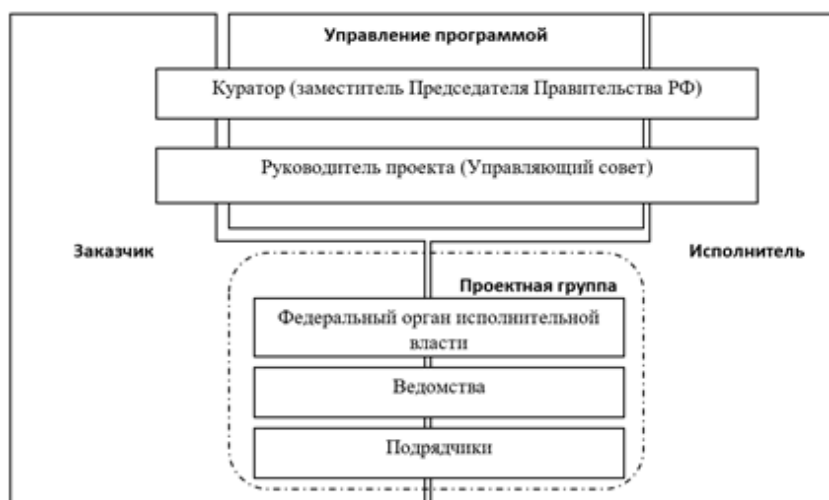 Управление программой
Куратор (заместитель Председателя Правительства РФ)
Руководитель проекта (Управляющий совет)
Заказчик
Исполнитель
Проектная группа
Федеральный орган исполнительной
власти
Ведомства
Подрядчики